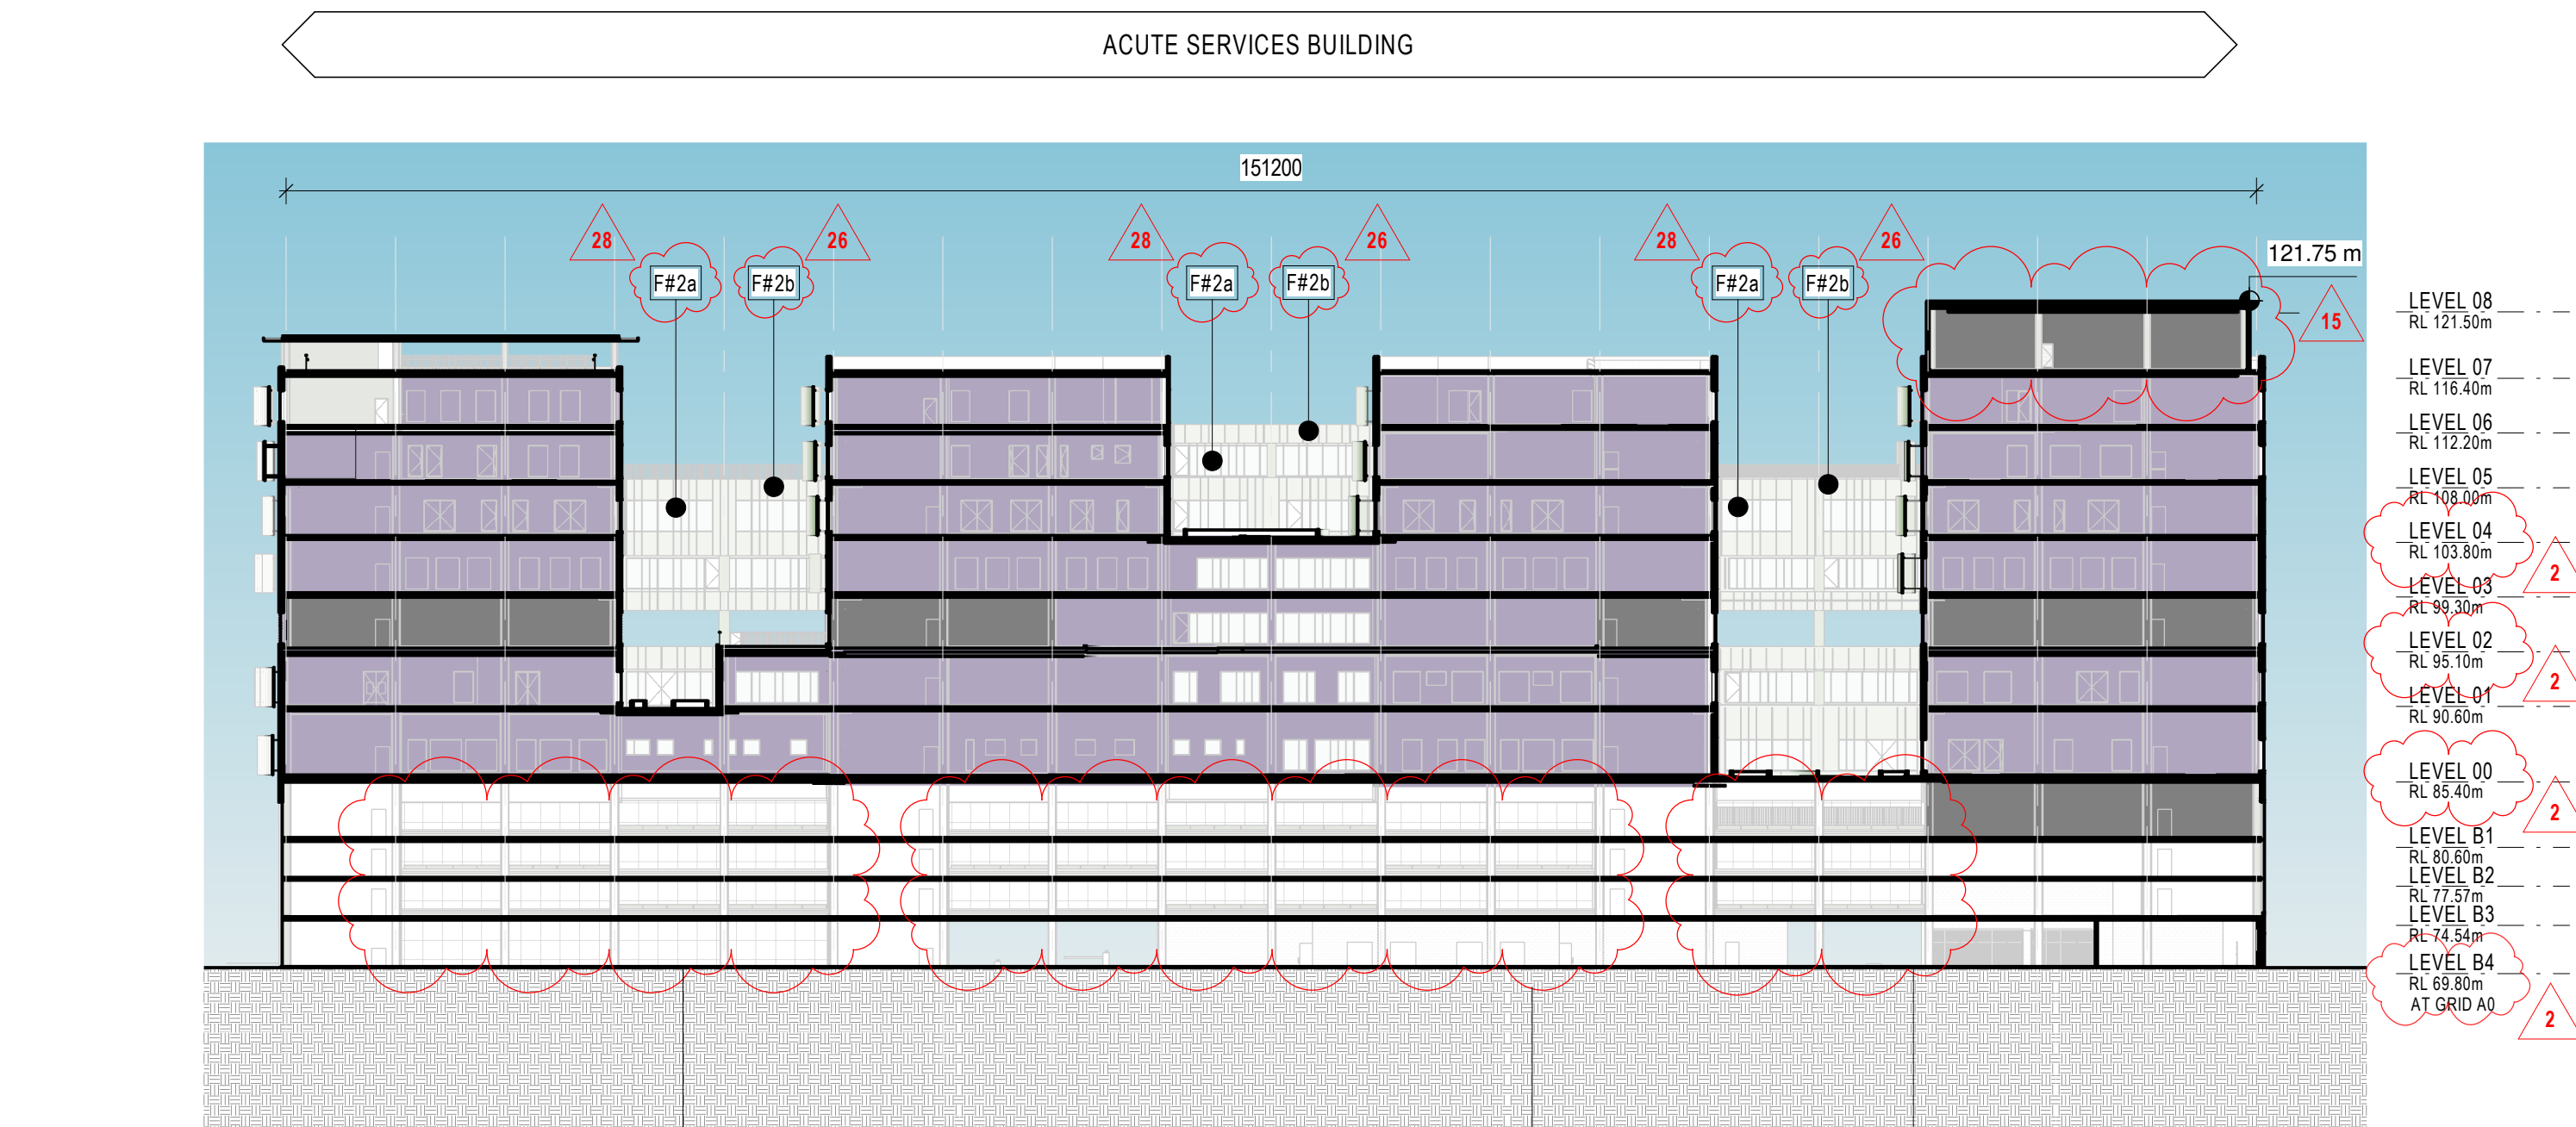 ACUTE SERVICES BUILDING
151200
28
26
28
26
28
26
121.75 m
F#2a
F#2b
F#2a
F#2b
F#2a
F#2b
15
LEVEL 08
RL 121.50m
LEVEL 07
RL 116.40m
LEVEL 06
RL 112.20m
LEVEL 05
RL 108.00m
LEVEL 04
RL 103.80m
2
LEVEL 03
RL 99.30m
LEVEL 02
RL 95.10m
2
LEVEL 01
RL 90.60m
LEVEL 00
RL 85.40m
2
LEVEL B1
RL 80.60m
LEVEL B2
RL 77.57m
LEVEL B3
RL 74.54m
LEVEL B4
RL 69.80m
AT GRID A0
2